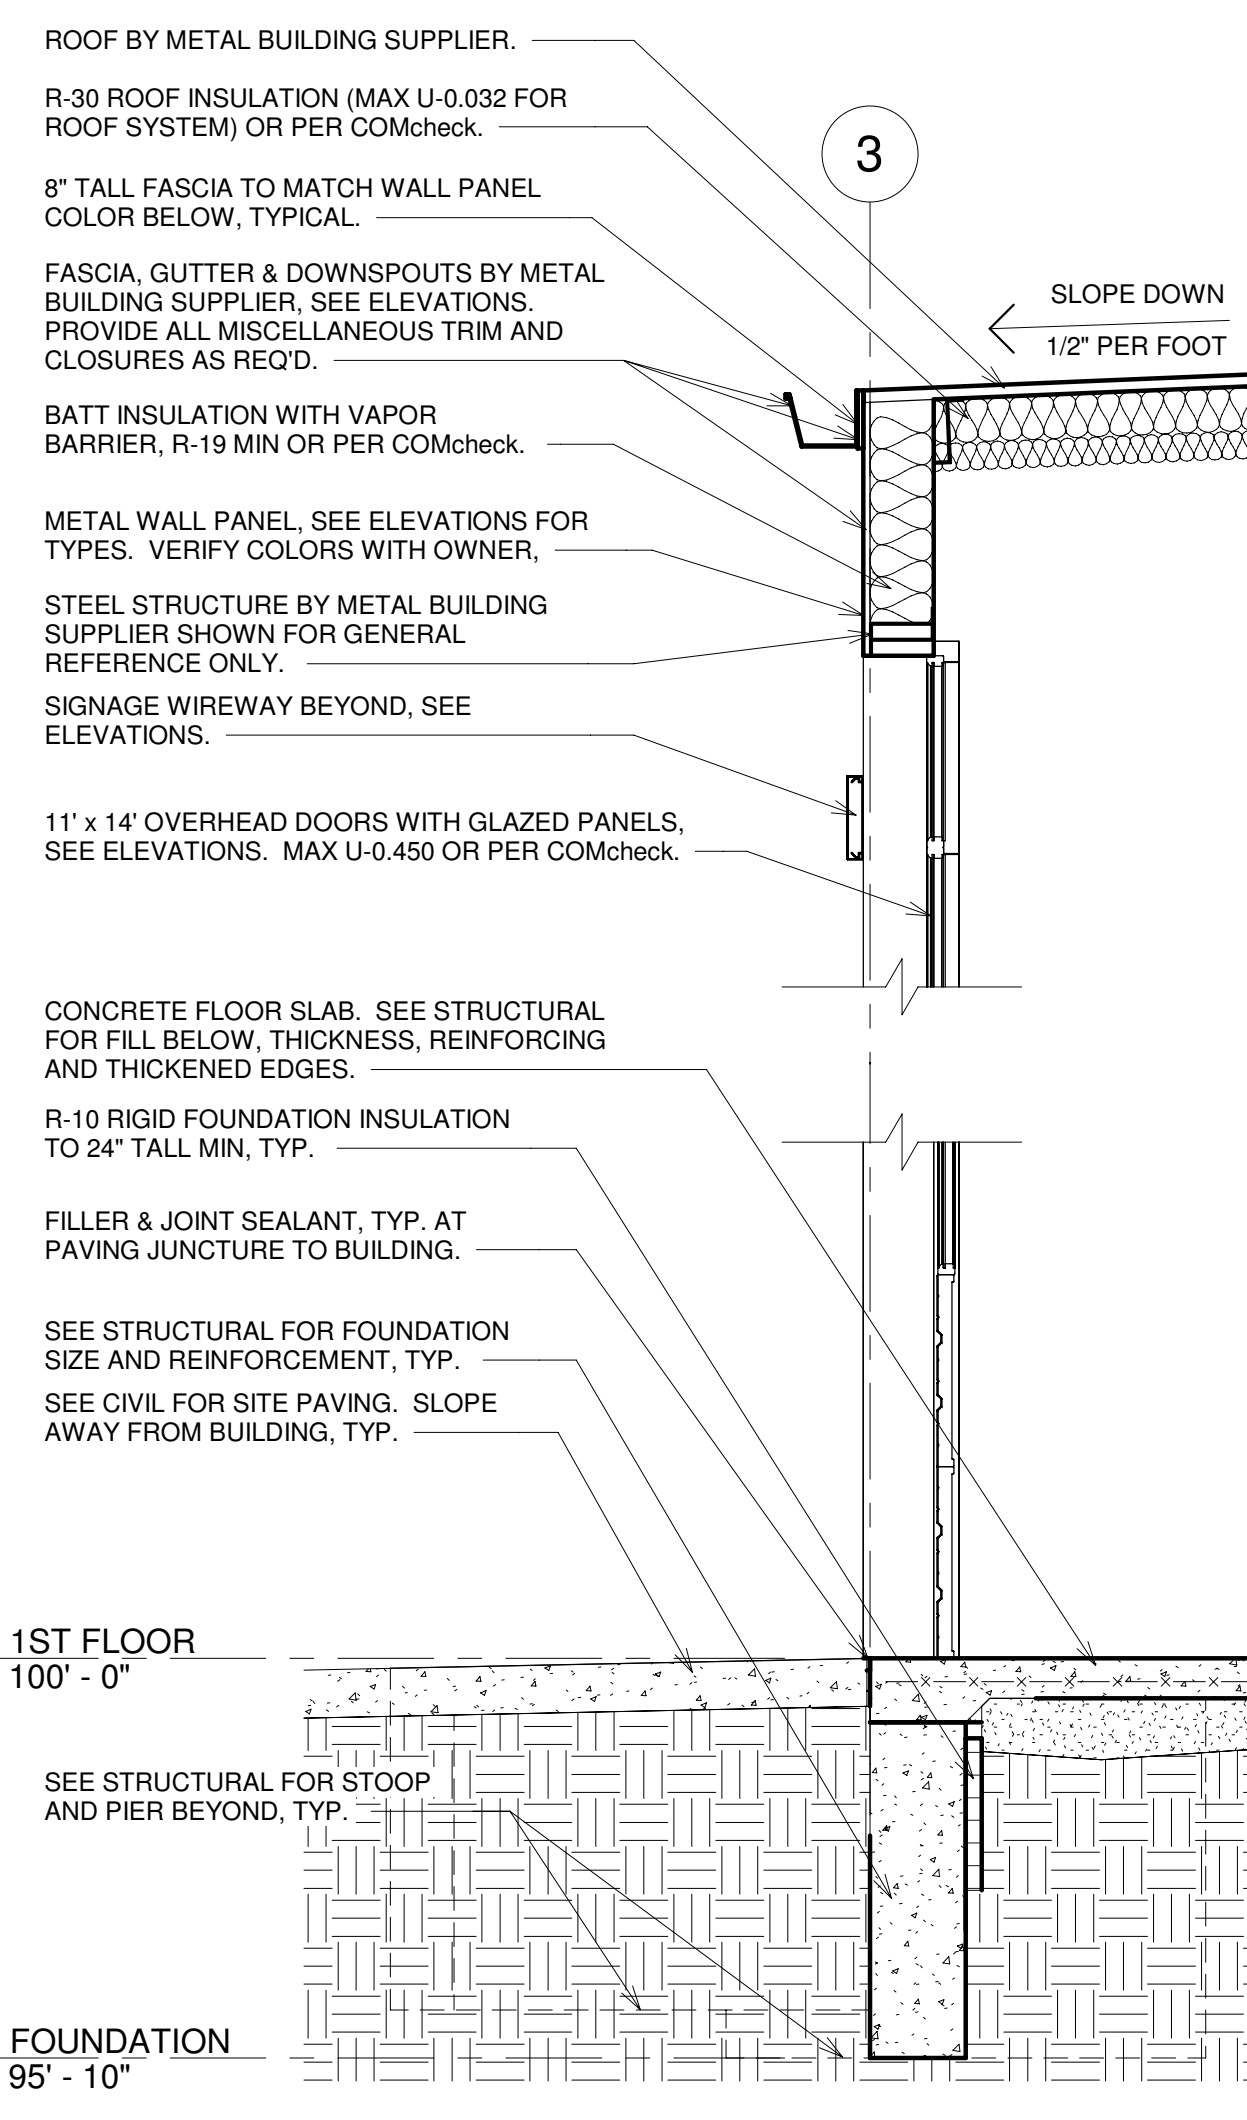 ROOF BY METAL BUILDING SUPPLIER.
R-30 ROOF INSULATION (MAX U-0.032 FOR
ROOF SYSTEM) OR PER COMcheck.
3
8" TALL FASCIA TO MATCH WALL PANEL
COLOR BELOW, TYPICAL.
FASCIA, GUTTER & DOWNSPOUTS BY METAL
BUILDING SUPPLIER, SEE ELEVATIONS.
PROVIDE ALL MISCELLANEOUS TRIM AND
CLOSURES AS REQ'D.
SLOPE DOWN
1/2" PER FOOT
BATT INSULATION WITH VAPOR
BARRIER, R-19 MIN OR PER COMcheck.
METAL WALL PANEL, SEE ELEVATIONS FOR
TYPES.  VERIFY COLORS WITH OWNER,
STEEL STRUCTURE BY METAL BUILDING
SUPPLIER SHOWN FOR GENERAL
REFERENCE ONLY.
SIGNAGE WIREWAY BEYOND, SEE
ELEVATIONS.
11' x 14' OVERHEAD DOORS WITH GLAZED PANELS,
SEE ELEVATIONS.  MAX U-0.450 OR PER COMcheck.
CONCRETE FLOOR SLAB.  SEE STRUCTURAL
FOR FILL BELOW, THICKNESS, REINFORCING
AND THICKENED EDGES.
R-10 RIGID FOUNDATION INSULATION
TO 24" TALL MIN, TYP.
FILLER & JOINT SEALANT, TYP. AT
PAVING JUNCTURE TO BUILDING.
SEE STRUCTURAL FOR FOUNDATION
SIZE AND REINFORCEMENT, TYP.
SEE CIVIL FOR SITE PAVING.  SLOPE
AWAY FROM BUILDING, TYP.
1ST FLOOR
100' - 0"
SEE STRUCTURAL FOR STOOP
AND PIER BEYOND, TYP.
FOUNDATION
95' - 10"